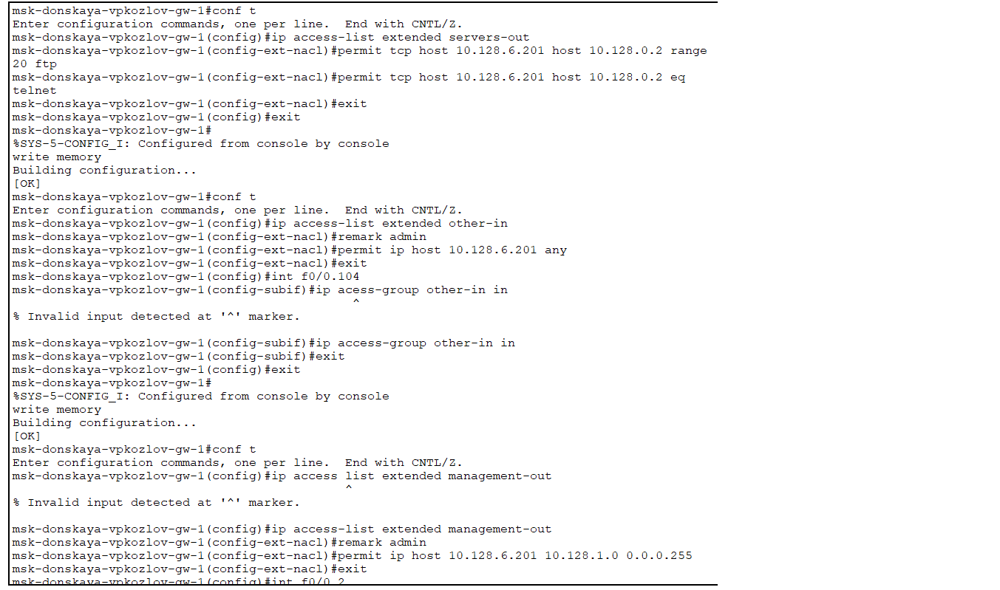 msk-donskaya-vpkozlov-gw-1#conf t
Enter configuration commands, one per line.  End with CNTL/Z.
msk-donskaya-vpkozlov-gw-1(config)#ip access-list extended servers-out
msk-donskaya-vpkozlov-gw-1(config-ext-nacl)#permit tcp host 10.128.6.201 host 10.128.0.2 range
20 ftp
msk-donskaya-vpkozlov-gw-1(config-ext-nacl)#permit tcp host 10.128.6.201 host 10.128.0.2 eq
telnet
msk-donskaya-vpkozlov-gw-1(config-ext-nacl)#exit
msk-donskaya-vpkozlov-gw-1(config)#exit
msk-donskaya-vpkozlov-gw-1#
%SYS-5-CONFIG_I: Configured from console by console
write memory
Building configuration...
[OK]
msk-donskaya-vpkozlov-gw-1#conf t
Enter configuration commands, one per line.  End with CNTL/Z.
msk-donskaya-vpkozlov-gw-1(config)#ip access-list extended other-in
msk-donskaya-vpkozlov-gw-1(config-ext-nacl)#remark admin
msk-donskaya-vpkozlov-gw-1(config-ext-nacl)#permit ip host 10.128.6.201 any
msk-donskaya-vpkozlov-gw-1(config-ext-nacl)#exit
msk-donskaya-vpkozlov-gw-1(config)#int f0/0.104
msk-donskaya-vpkozlov-gw-1(config-subif)#ip acess-group other-in in
^
% Invalid input detected at '^' marker.
msk-donskaya-vpkozlov-gw-1(config-subif)#ip access-group other-in in
msk-donskaya-vpkozlov-gw-1(config-subif)#exit
msk-donskaya-vpkozlov-gw-1(config)#exit
msk-donskaya-vpkozlov-gw-1#
%SYS-5-CONFIG_I: Configured from console by console
write memory
Building configuration...
[OK]
msk-donskaya-vpkozlov-gw-1#conf t
Enter configuration commands, one per line.  End with CNTL/Z.
msk-donskaya-vpkozlov-gw-1(config)#ip access list extended management-out
^
% Invalid input detected at '^' marker.
msk-donskaya-vpkozlov-gw-1(config)#ip access-list extended management-out
msk-donskaya-vpkozlov-gw-1(config-ext-nacl)#remark admin
msk-donskaya-vpkozlov-gw-1(config-ext-nacl)#permit ip host 10.128.6.201 10.128.1.0 0.0.0.255
msk-donskaya-vpkozlov-gw-1(config-ext-nacl)#exit
msk-donskaya-vpkozlov-gw-1(config)#int f0/0.2